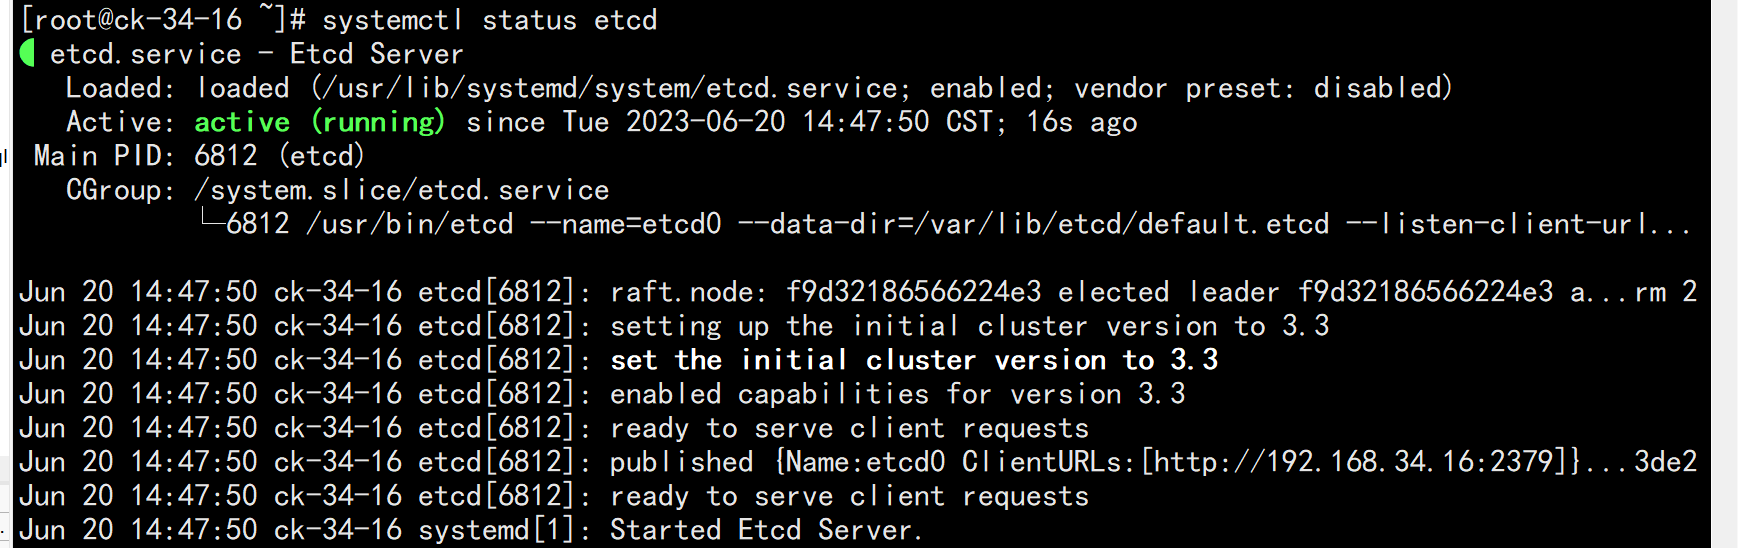 [root@ck-34-16 ~]# systemctl status etcd
etcd.service - Etcd Server
Loaded: loaded (/usr/lib/systemd/system/etcd.service; enabled; vendor preset: disabled)
Active: active (running) since Tue 2023-06-20 14:47:50 CST; 16s ago
Main PID: 6812 (etcd)
CGroup: /system.slice/etcd.service
└─6812 /usr/bin/etcd --name=etcd0 --data-dir=/var/lib/etcd/default.etcd --listen-client-url...
Jun 20 14:47:50 ck-34-16 etcd[6812]: raft.node: f9d32186566224e3 elected leader f9d32186566224e3 a...rm 2
Jun 20 14:47:50 ck-34-16 etcd[6812]: setting up the initial cluster version to 3.3
Jun 20 14:47:50 ck-34-16 etcd[6812]: set the initial cluster version to 3.3
Jun 20 14:47:50 ck-34-16 etcd[6812]: enabled capabilities for version 3.3
Jun 20 14:47:50 ck-34-16 etcd[6812]: ready to serve client requests
Jun 20 14:47:50 ck-34-16 etcd[6812]: published {Name:etcd0 ClientURLs:[http://192.168.34.16:2379]}...3de2
Jun 20 14:47:50 ck-34-16 etcd[6812]: ready to serve client requests
Jun 20 14:47:50 ck-34-16 systemd[1]: Started Etcd Server.